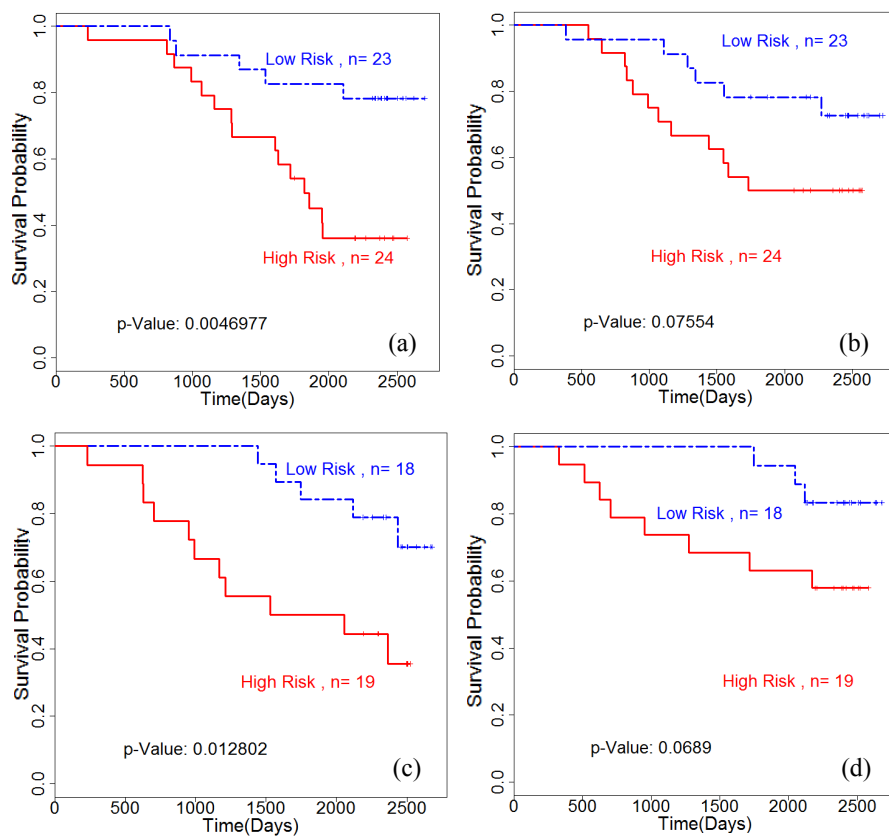 Survival Probability
1.0
0.8
0.6
0.4
0.2
0.0
Low Risk , n= 23
High Risk , n= 24
p-Value: 0.0046977
(a)
0
500
1000
1500
2000
2500
Time(Days)
Survival Probability
1.0
0.8
0.6
0.4
0.2
0.0
Low Risk , n= 23
High Risk , n= 24
p-Value: 0.07554
(b)
0
500
1000
1500
2000
2500
Time(Days)
Survival Probability
1.0
0.8
0.6
0.4
0.2
0.0
Low Risk , n= 18
High Risk , n= 19
p-Value: 0.012802
(c)
0
500
1000
1500
2000
2500
Time(Days)
Survival Probability
1.0
0.8
0.6
0.4
0.2
0.0
Low Risk , n= 18
High Risk , n= 19
p-Value: 0.0689
(d)
0
500
1000
1500
2000
2500
Time(Days)